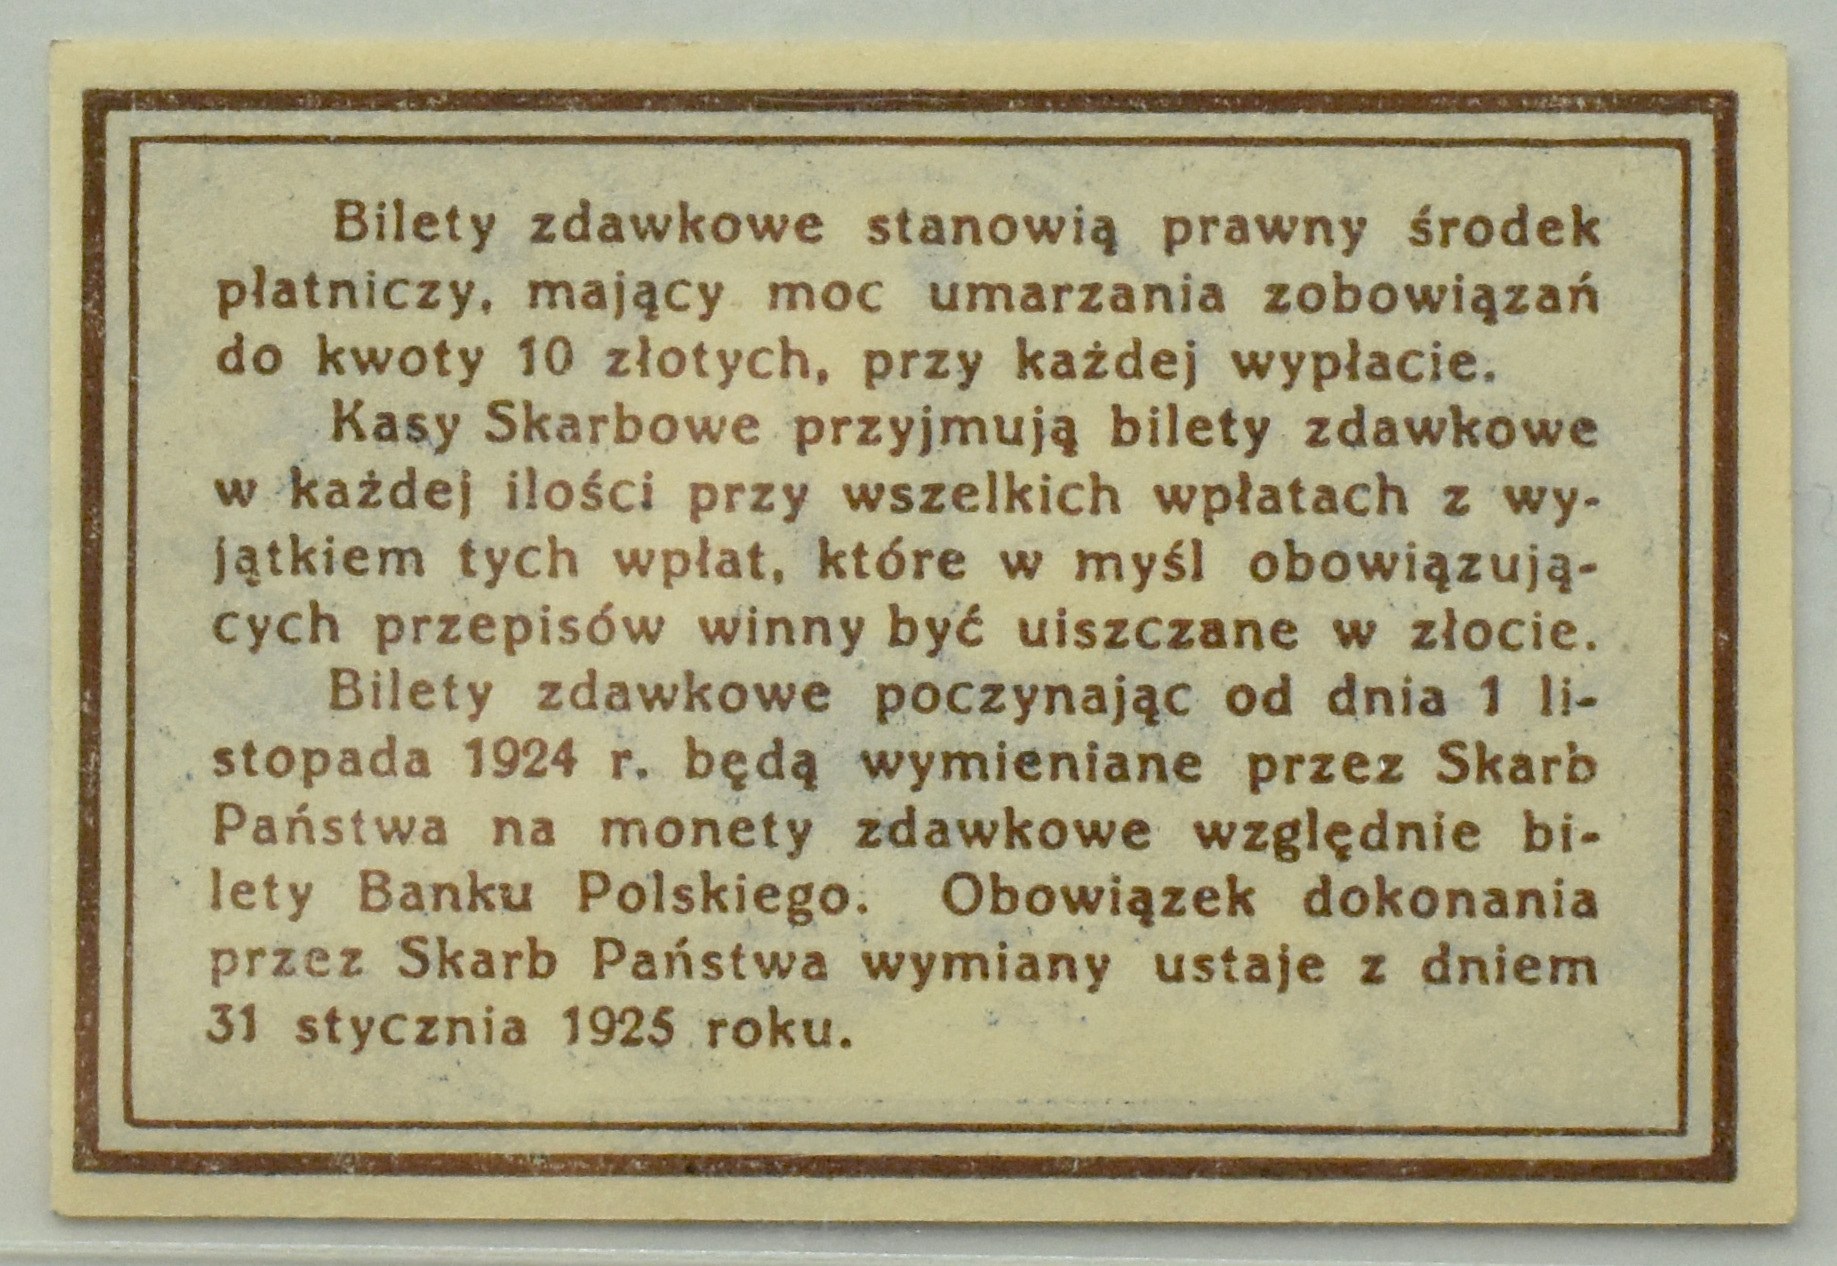 Bilety zdawkowe stanowią prawny środek
płatniczy, mający moc umarzania zobowiązań
do kwoty 10 złotych, przy każdej wypłacie.
Kasy Skarbowe przyjmują bilety zdawkowe
w każdej ilości przy wszelkich wpłatach z wy-
jątkiem tych wpłat, które w myśl obowiązują-
cych przepisów winny być uiszczane w złocie.
Bilety zdawkowe poczynając od dnia 1 li-
stopada 1924 r. będą wymieniane przez Skarb
Państwa na monety zdawkowe względnie bi-
lety Banku Polskiego. Obowiązek dokonania
przez Skarb Państwa wymiany ustaje z dniem
31 stycznia 1925 roku.